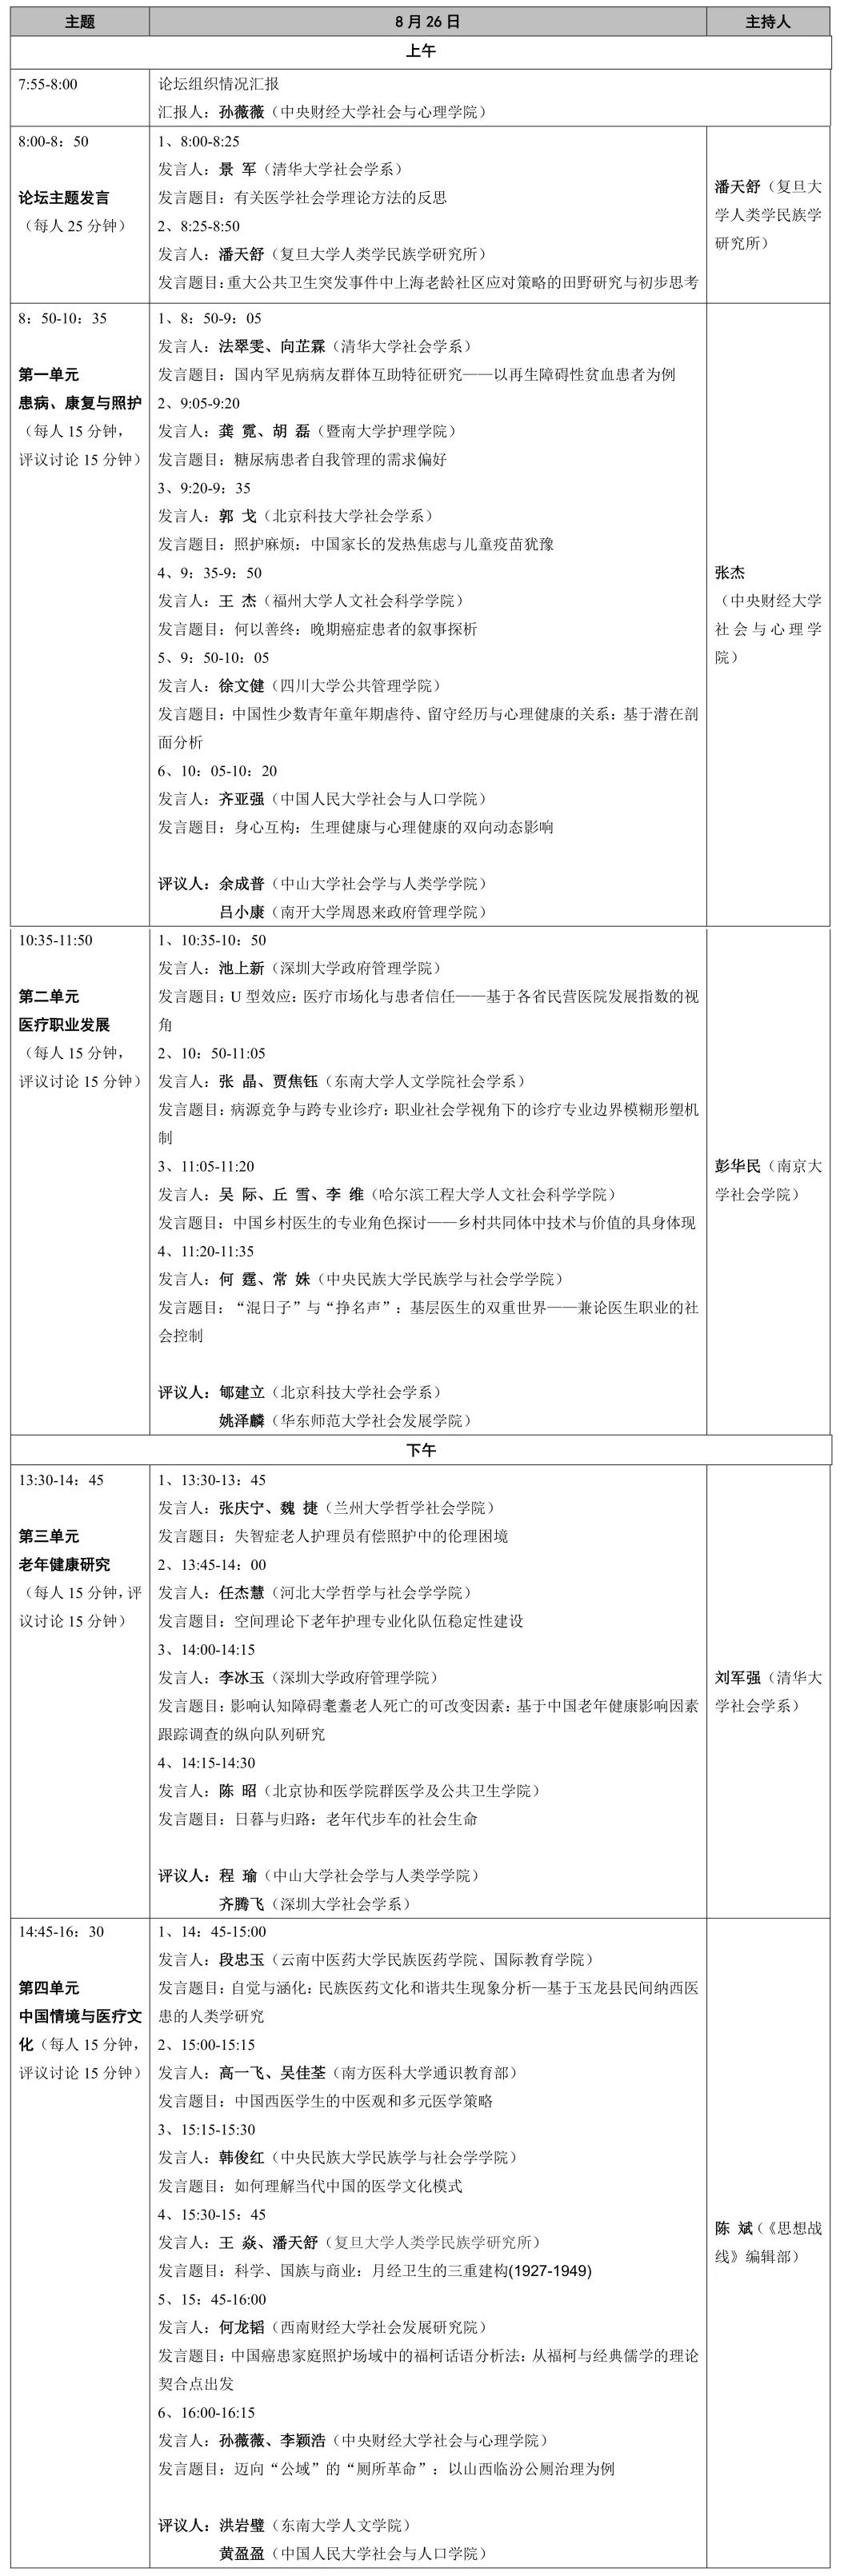 主题 8 月 26 日 主持人
上午
7:55-8:00
论坛组织情况汇报
汇报人：孙薇薇（中央财经大学社会与心理学院）
8:00-8：50
论坛主题发言
（每人 25 分钟）
1、8:00-8:25
发言人：景 军（清华大学社会学系）
发言题目：有关医学社会学理论方法的反思
2、8:25-8:50
发言人：潘天舒（复旦大学人类学民族学研究所）
发言题目：重大公共卫生突发事件中上海老龄社区应对策略的田野研究与初步思考
潘天舒（复旦大
学人类学民族学
研究所）
8：50-10：35
第一单元
患病、康复与照护
（每人 15 分钟，
评议讨论 15 分钟）
1、8：50-9：05
发言人：法翠雯、向芷霖（清华大学社会学系）
发言题目：国内罕见病病友群体互助特征研究——以再生障碍性贫血患者为例
2、9:05-9:20
发言人：龚 霓、胡 磊（暨南大学护理学院）
发言题目：糖尿病患者自我管理的需求偏好
3、9:20-9：35
发言人：郭 戈（北京科技大学社会学系）
发言题目：照护麻烦：中国家长的发热焦虑与儿童疫苗犹豫
4、9：35-9：50
发言人：王 杰（福州大学人文社会科学学院）
发言题目：何以善终：晚期癌症患者的叙事探析
5、9：50-10：05
发言人：徐文健（四川大学公共管理学院）
发言题目：中国性少数青年童年期虐待、留守经历与心理健康的关系：基于潜在剖
面分析
6、10：05-10：20
发言人：齐亚强（中国人民大学社会与人口学院）
发言题目：身心互构：生理健康与心理健康的双向动态影响
评议人：余成普（中山大学社会学与人类学学院）
吕小康（南开大学周恩来政府管理学院）
张杰
（中央财经大学
社会与心理学
院）
10:35-11:50
第二单元
医疗职业发展
（每人 15 分钟，
评议讨论 15 分钟）
1、10:35-10：50
发言人：池上新（深圳大学政府管理学院）
发言题目：U 型效应：医疗市场化与患者信任——基于各省民营医院发展指数的视
角
2、10：50-11:05
发言人：张 晶、贾焦钰（东南大学人文学院社会学系）
发言题目：病源竞争与跨专业诊疗：职业社会学视角下的诊疗专业边界模糊形塑机
制
3、11:05-11:20
发言人：吴 际、丘 雪、李 维（哈尔滨工程大学人文社会科学学院）
发言题目：中国乡村医生的专业角色探讨——乡村共同体中技术与价值的具身体现
4、11:20-11:35
发言人：何 霆、常 姝（中央民族大学民族学与社会学学院）
发言题目：“混日子”与“挣名声”：基层医生的双重世界——兼论医生职业的社
会控制
评议人：郇建立（北京科技大学社会学系）
姚泽麟（华东师范大学社会发展学院）
彭华民（南京大
学社会学院）
下午
13:30-14：45
第三单元
老年健康研究
（每人 15 分钟，评
议讨论 15 分钟）
1、13:30-13：45
发言人：张庆宁、魏 捷（兰州大学哲学社会学院）
发言题目：失智症老人护理员有偿照护中的伦理困境
2、13:45-14：00
发言人：任杰慧（河北大学哲学与社会学学院）
发言题目：空间理论下老年护理专业化队伍稳定性建设
3、14:00-14:15
发言人：李冰玉（深圳大学政府管理学院）
发言题目：影响认知障碍耄耋老人死亡的可改变因素：基于中国老年健康影响因素
跟踪调查的纵向队列研究
4、14:15-14:30
发言人：陈 昭（北京协和医学院群医学及公共卫生学院）
发言题目：日暮与归路：老年代步车的社会生命
评议人：程 瑜（中山大学社会学与人类学学院）
齐腾飞（深圳大学社会学系）
刘军强（清华大
学社会学系）
14:45-16：30
第四单元
中国情境与医疗文
化（每人 15 分钟，
评议讨论 15 分钟）
1、14：45-15:00
发言人：段忠玉（云南中医药大学民族医药学院、国际教育学院）
发言题目：自觉与涵化：民族医药文化和谐共生现象分析—基于玉龙县民间纳西医
患的人类学研究
2、15:00-15:15
发言人：高一飞、吴佳荃（南方医科大学通识教育部）
发言题目：中国西医学生的中医观和多元医学策略
3、15:15-15:30
发言人：韩俊红（中央民族大学民族学与社会学学院）
发言题目：如何理解当代中国的医学文化模式
4、15:30-15：45
发言人：王 焱、潘天舒（复旦大学人类学民族学研究所）
发言题目：科学、国族与商业：月经卫生的三重建构(1927-1949)
5、15：45-16:00
发言人：何龙韬（西南财经大学社会发展研究院）
发言题目：中国癌患家庭照护场域中的福柯话语分析法：从福柯与经典儒学的理论
契合点出发
6、16:00-16:15
发言人：孙薇薇、李颖浩（中央财经大学社会与心理学院）
发言题目：迈向“公域”的“厕所革命”：以山西临汾公厕治理为例
评议人：洪岩璧（东南大学人文学院）
黄盈盈（中国人民大学社会与人口学院）
陈 斌（《思想战
线》编辑部）